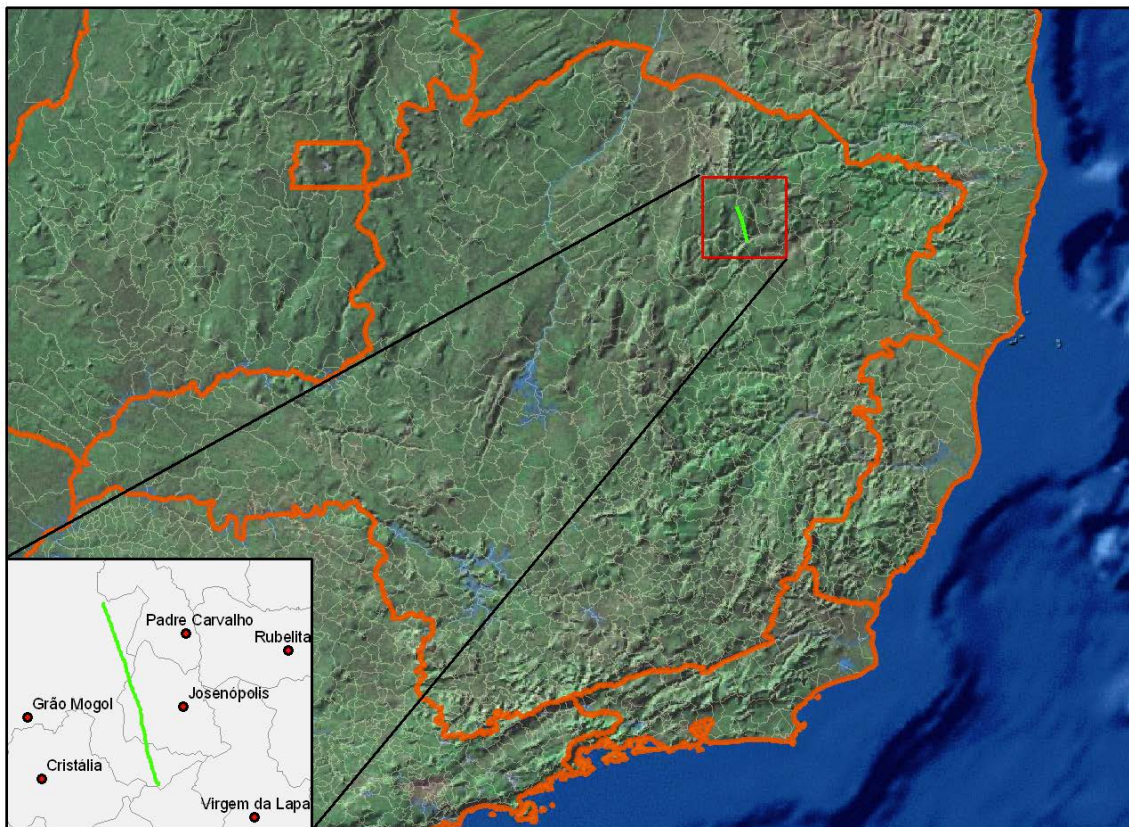 Padre Carvalho
Rubelita
Josenópolis
Grão Mogol
Cristália
Virgem da Lapa